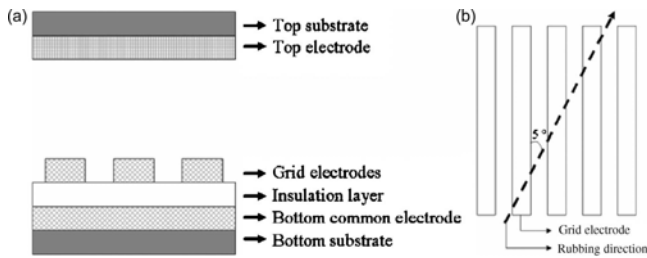 (a)
Top substrate
Top electrode
Grid electrodes
Insulation layer
Bottom common electrode
Bottom substrate
(b)
5°
Grid electrode
Rubbing direction